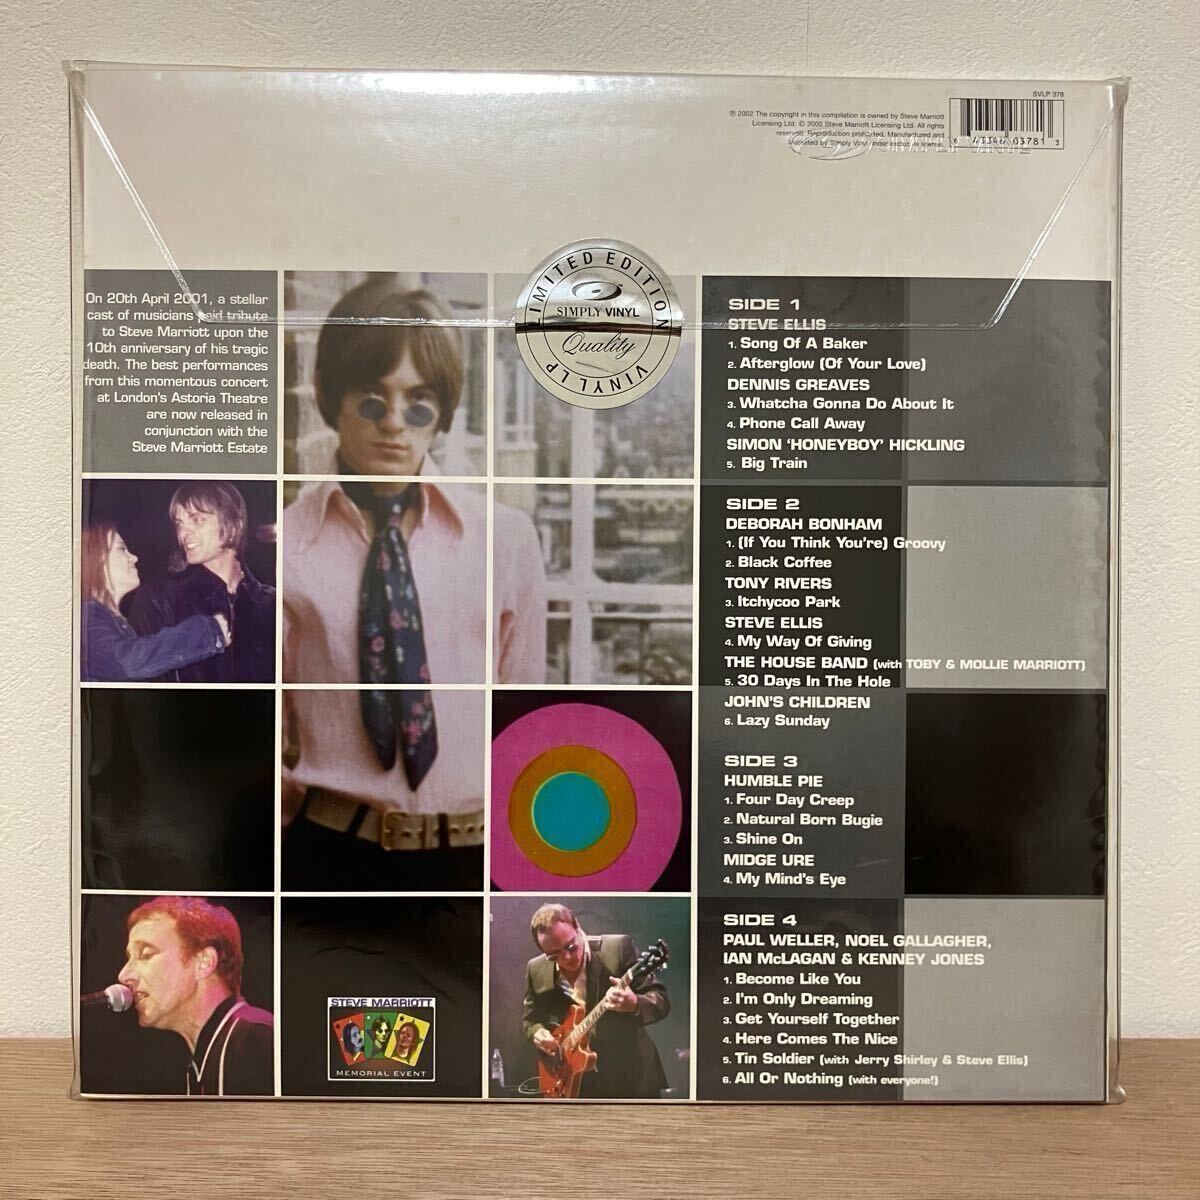 SVLP 378
℗ 2002 The copyright in this compilation is owned by Steve Marriott
Licensing Ltd. © 2002 Steve Marriott Licensing Ltd. All rights
reserved. Reproduction prohibited. Manufactured and
Marketed by Simply Vinyl under exclusive license.
SIMPLY VINYL
On 20th April 2001, a stellar
cast of musicians paid tribute
to Steve Marriott upon the
10th anniversary of his tragic
death. The best performances
from this momentous concert
at London's Astoria Theatre
are now released in
conjunction with the
Steve Marriott Estate
LIMITED EDITION
SIMPLY VINYL
Quality
VINYL LP
SIDE 1
STEVE ELLIS
1. Song Of A Baker
2. Afterglow (Of Your Love)
DENNIS GREAVES
3. Whatcha Gonna Do About It
4. Phone Call Away
SIMON 'HONEYBOY' HICKLING
5. Big Train
SIDE 2
DEBORAH BONHAM
1. (If You Think You're) Groovy
2. Black Coffee
TONY RIVERS
3. Itchycoo Park
STEVE ELLIS
4. My Way Of Giving
THE HOUSE BAND (with TOBY & MOLLIE MARRIOTT)
5. 30 Days In The Hole
JOHN'S CHILDREN
6. Lazy Sunday
SIDE 3
HUMBLE PIE
1. Four Day Creep
2. Natural Born Bugie
3. Shine On
MIDGE URE
4. My Mind's Eye
SIDE 4
PAUL WELLER, NOEL GALLAGHER,
IAN McLAGAN & KENNEY JONES
1. Become Like You
2. I'm Only Dreaming
3. Get Yourself Together
4. Here Comes The Nice
5. Tin Soldier (with Jerry Shirley & Steve Ellis)
6. All Or Nothing (with everyone!)
STEVE MARRIOTT
MEMORIAL EVENT